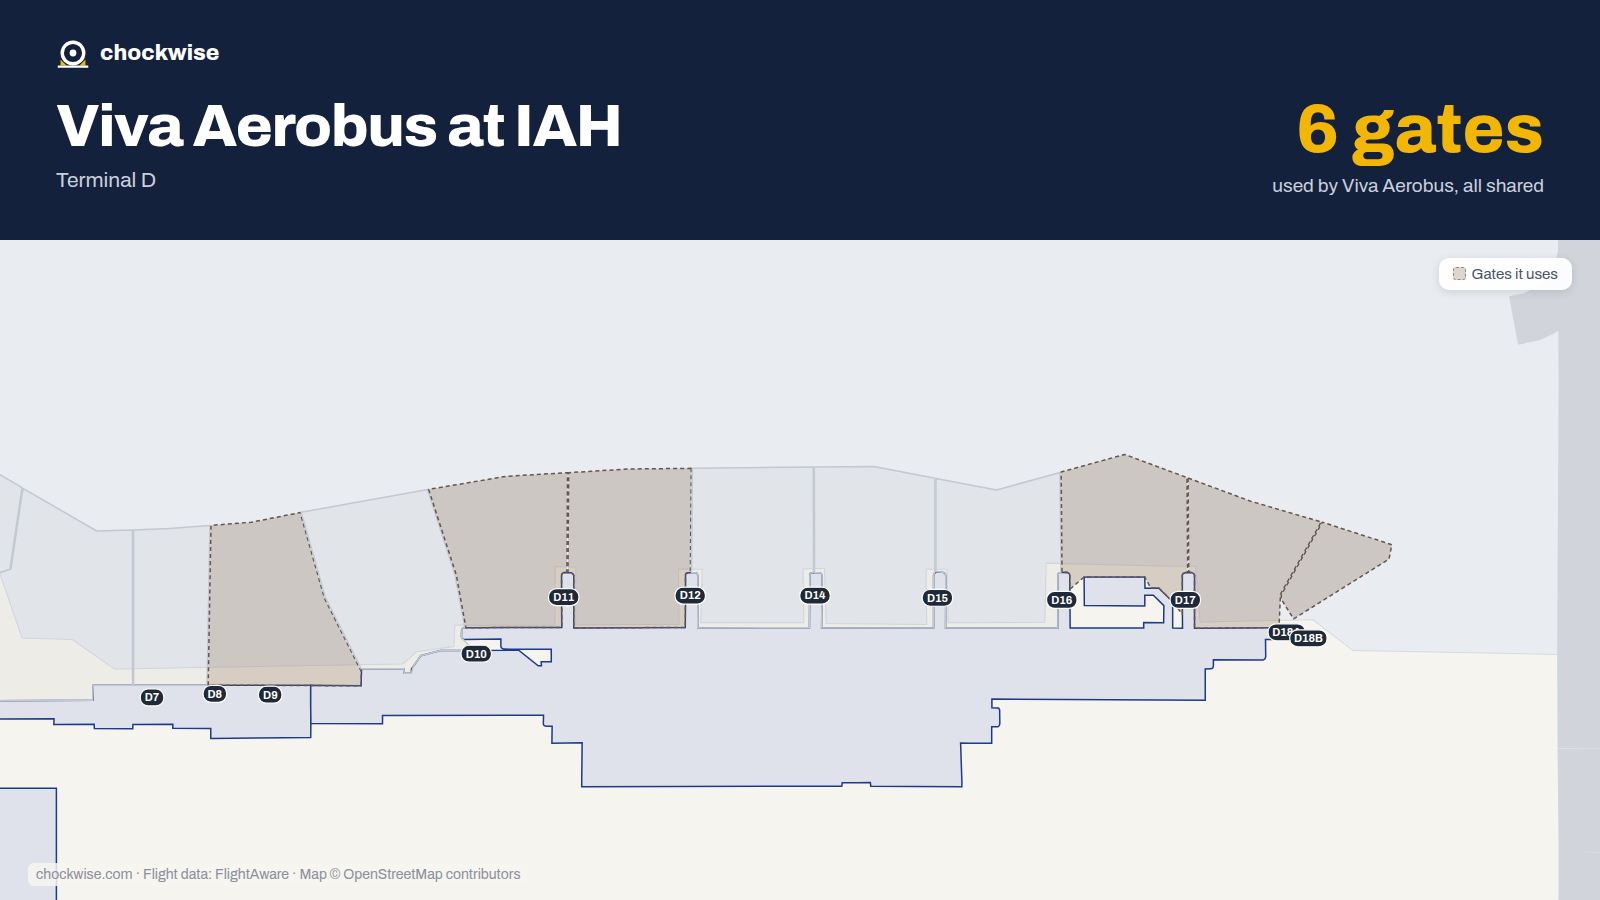 chockwise
Viva Aerobus at IAH
Terminal D
6 gates
used by Viva Aerobus, all shared
Gates it uses
D11
D12
D14
D15
D16
D17
D18B
D10
D7
D8
D9
chockwise.com · Flight data: FlightAware · Map © OpenStreetMap contributors